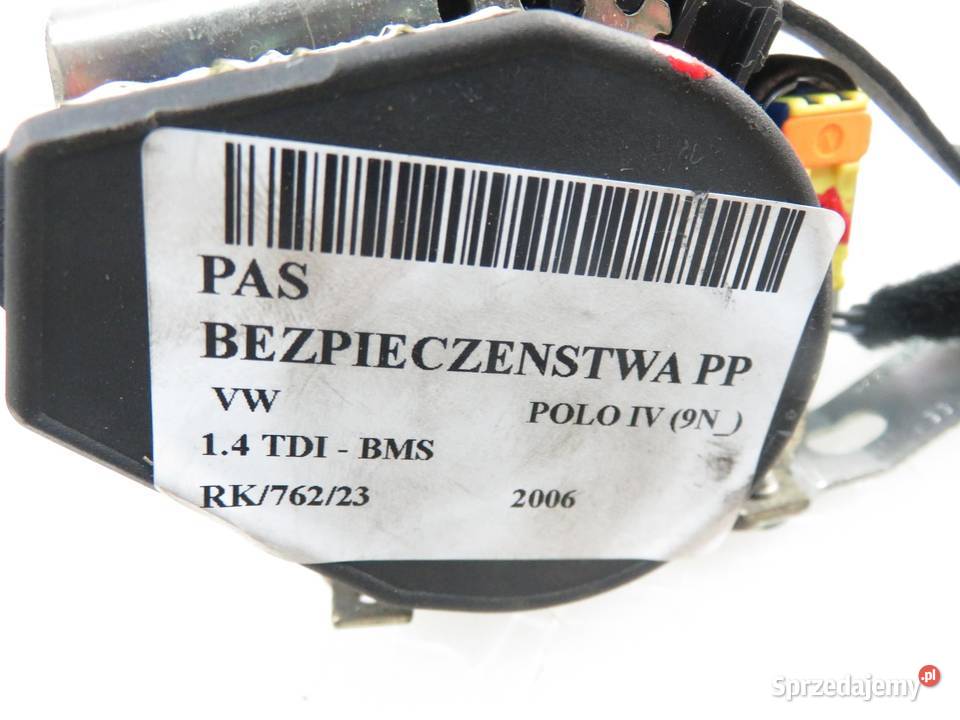 PAS
BEZPIECZENSTWA PP
VW POLO IV (9N_)
1.4 TDI - BMS
RK/762/23 2006
Sprzedajemy.pl